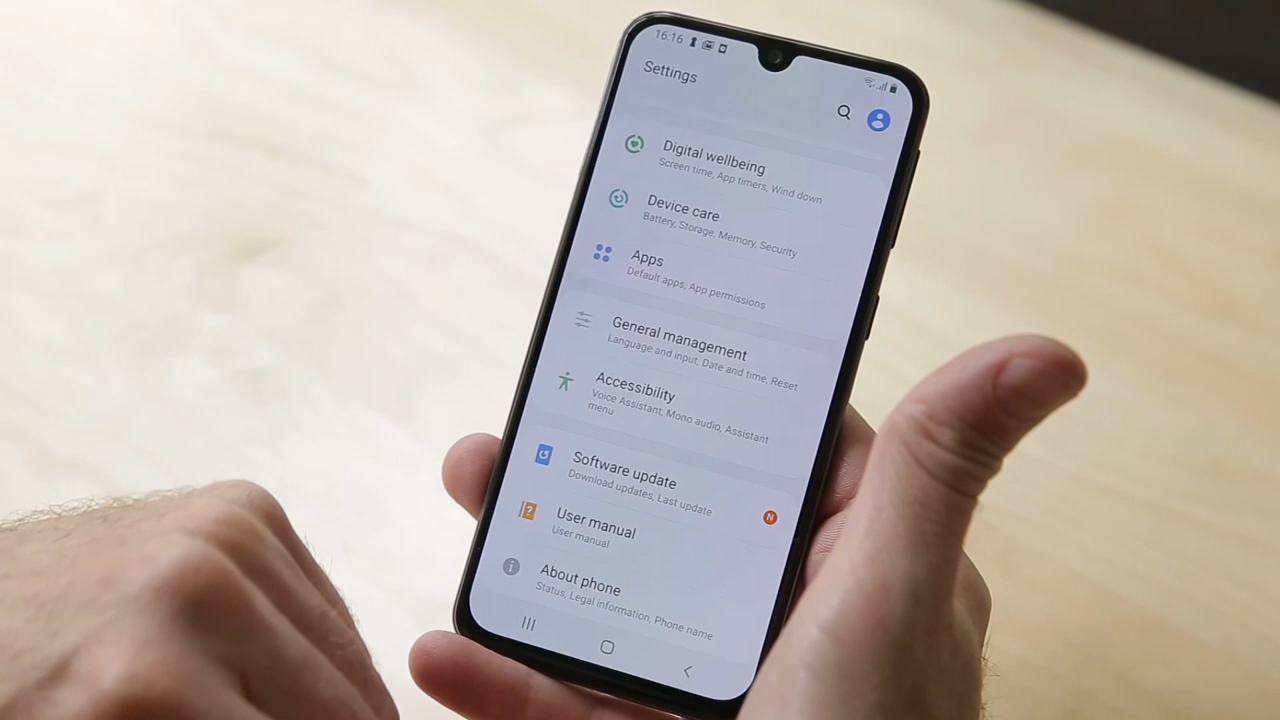 16:16
Settings
Digital wellbeing
Screen time, App timers, Wind down
Device care
Battery, Storage, Memory, Security
Apps
Default apps, App permissions
General management
Language and input, Date and time, Reset
Accessibility
Voice Assistant, Mono audio, Assistant
menu
Software update
Download updates, Last update
N
User manual
User manual
About phone
Status, Legal information, Phone name